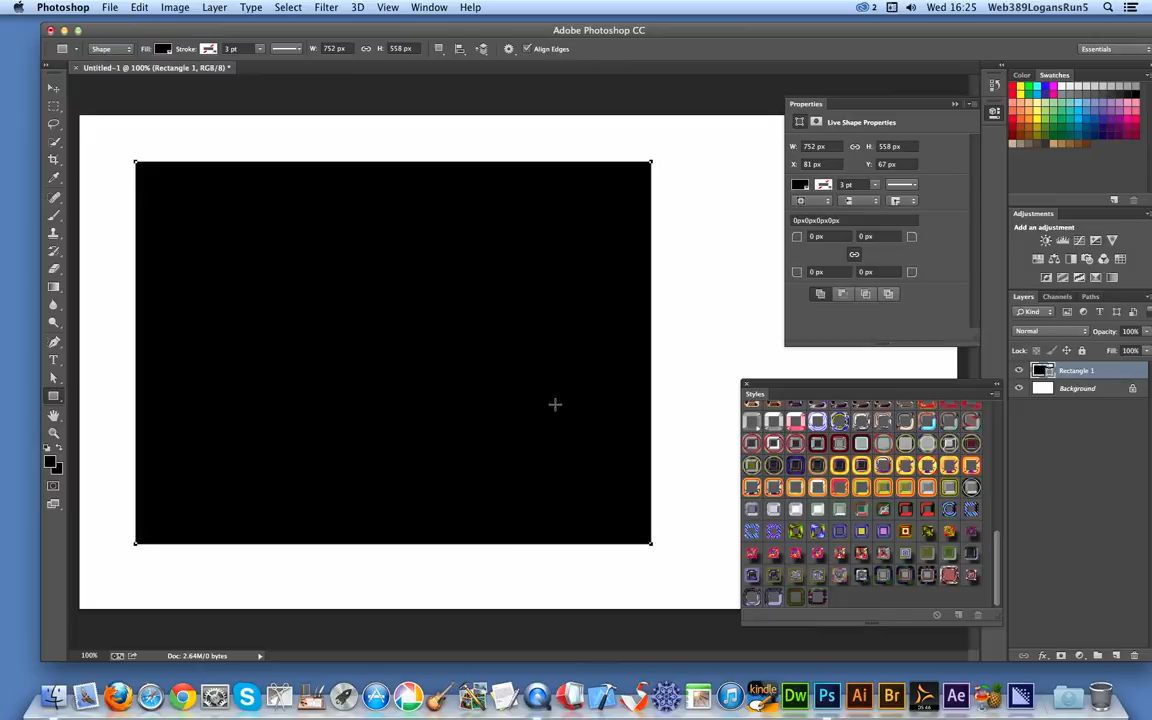 Photoshop File Edit Image Layer Type Select Filter 3D View Window Help 2 Wed 16:25 Web389LogansRun5
Adobe Photoshop CC
Shape Fill: Stroke: 3 pt W: 752 px H: 558 px Align Edges Essentials
× Untitled-1 @ 100% (Rectangle 1, RGB/8) *
Color Swatches
Properties
Live Shape Properties
W: 752 px H: 558 px
X: 81 px Y: 67 px
3 pt
0px0px0px0px
0 px 0 px
0 px 0 px
Adjustments
Add an adjustment
Layers Channels Paths
Kind
Normal Opacity: 100%
Lock: Fill: 100%
Rectangle 1
Background
Styles
T
100% Doc: 2.64M/0 bytes
fx
kindle Dw Ps Ai Br Ae